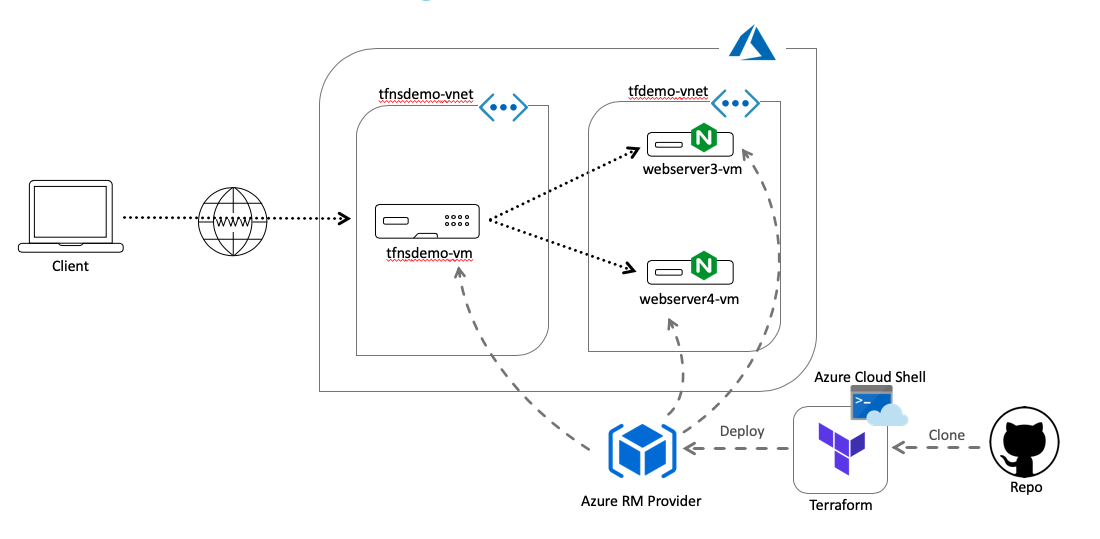 tfnsdemo-vnet
tfdemo-vnet
N
webserver3-vm
WWW
Client
tfnsdemo-vm
N
webserver4-vm
Azure Cloud Shell
>_
Deploy
Clone
Azure RM Provider
Terraform
Repo